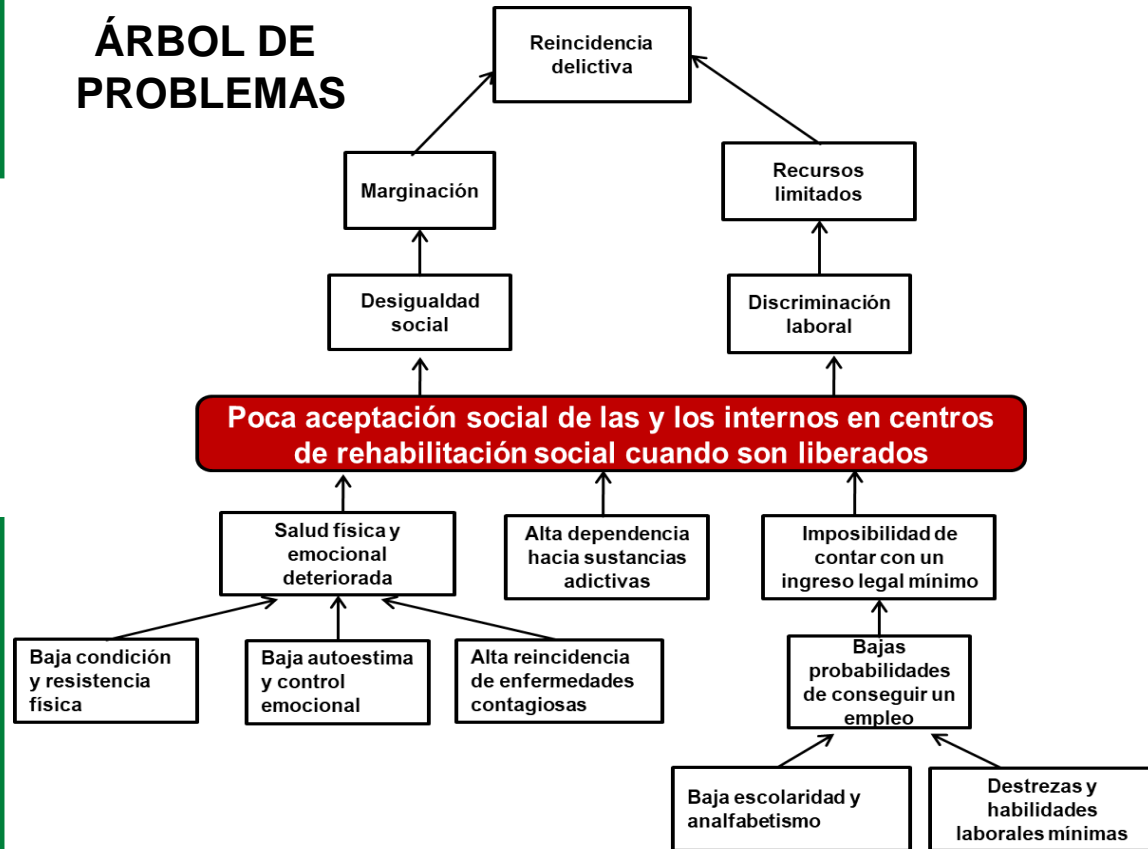 ÁRBOL DE
PROBLEMAS
Reincidencia
delictiva
Marginación
Recursos
limitados
Desigualdad
social
Discriminación
laboral
Poca aceptación social de las y los internos en centros
de rehabilitación social cuando son liberados
Salud física y
emocional
deteriorada
Alta dependencia
hacia sustancias
adictivas
Imposibilidad de
contar con un
ingreso legal mínimo
Baja condición
y resistencia
física
Baja autoestima
y control
emocional
Alta reincidencia
de enfermedades
contagiosas
Bajas
probabilidades
de conseguir un
empleo
Baja escolaridad y
analfabetismo
Destrezas y
habilidades
laborales mínimas